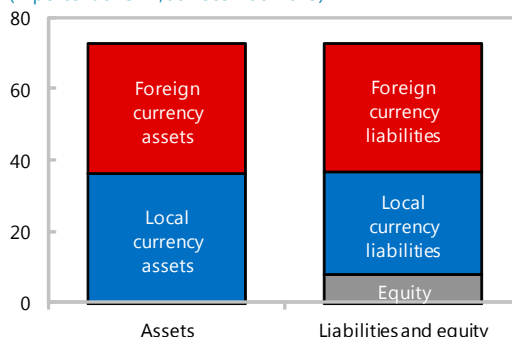 80
60
40
20
0
Foreign
currency
assets
Local
currency
assets
Foreign
currency
liabilities
Local
currency
liabilities
Equity
Assets
Liabilities and equity